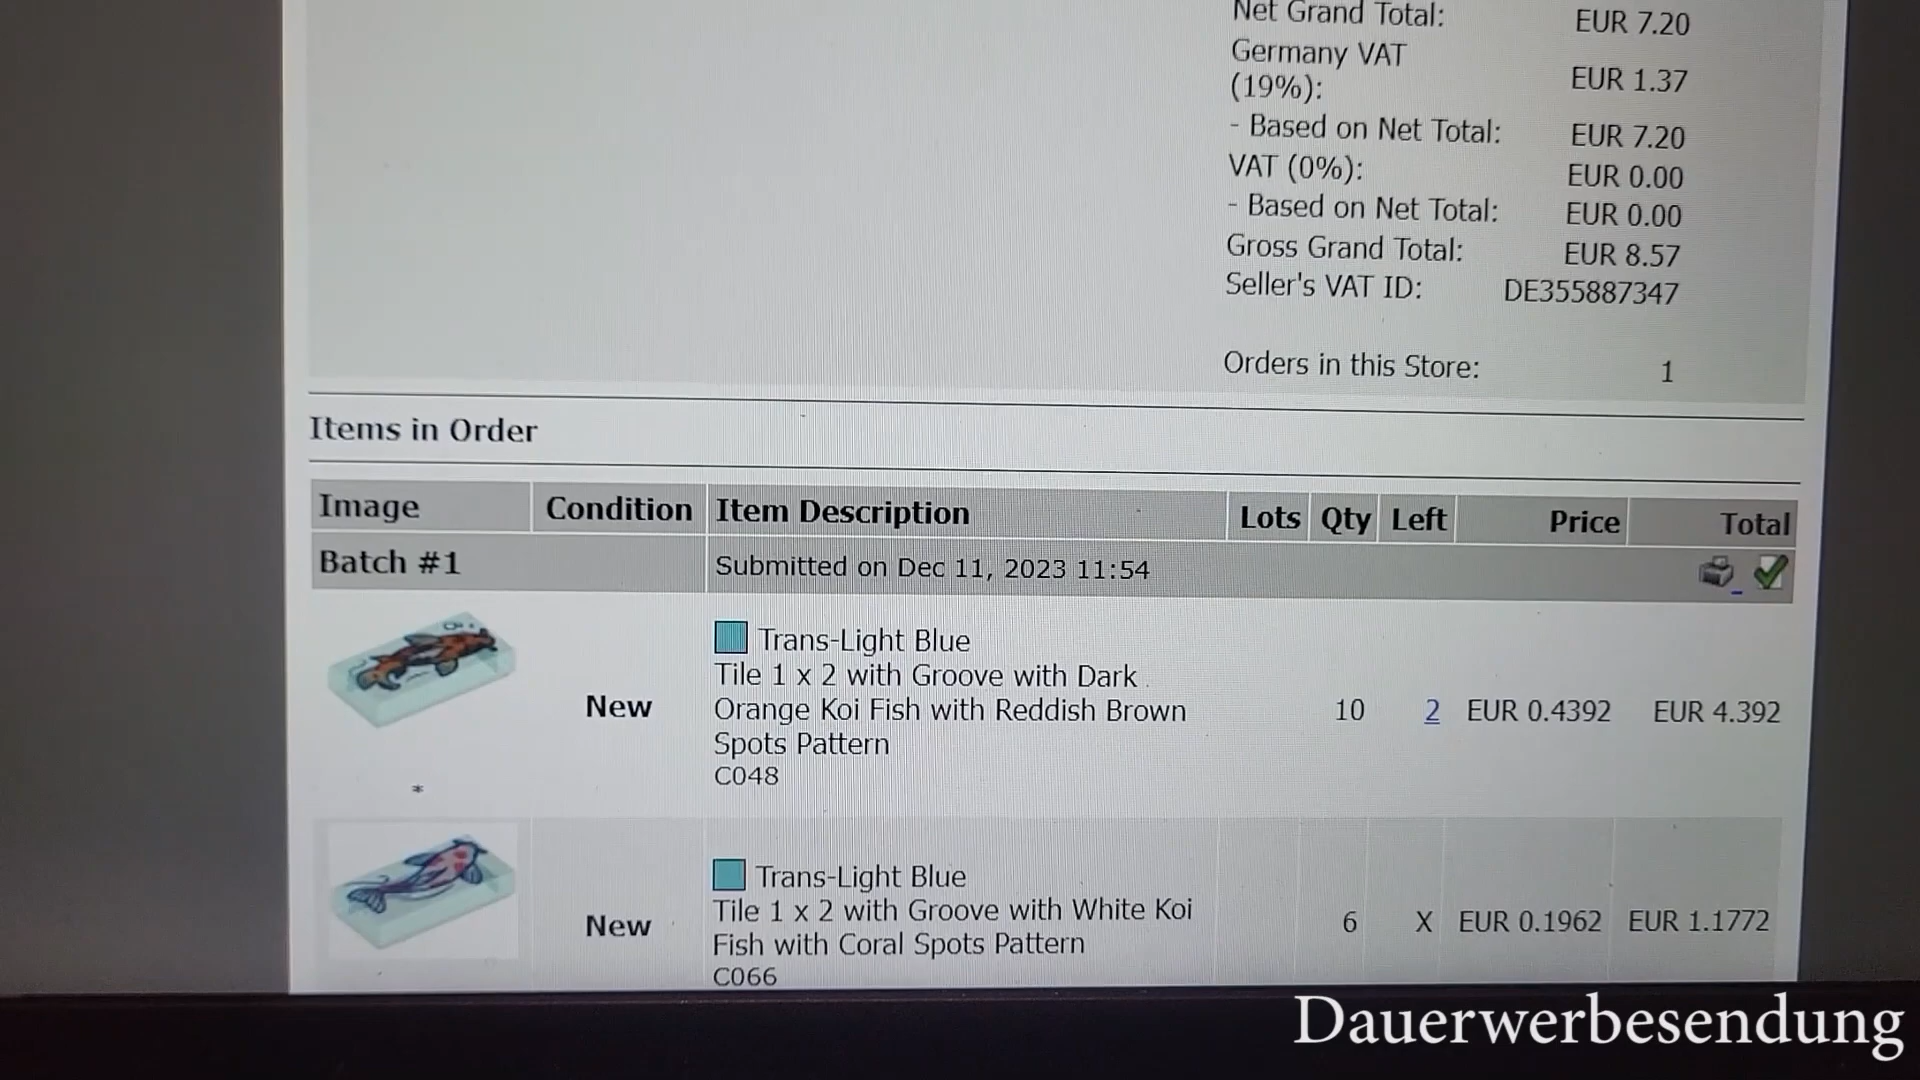 Net Grand Total: EUR 7.20
Germany VAT
(19%): EUR 1.37
- Based on Net Total: EUR 7.20
VAT (0%): EUR 0.00
- Based on Net Total: EUR 0.00
Gross Grand Total: EUR 8.57
Seller's VAT ID: DE355887347
Orders in this Store: 1
Items in Order
Image Condition Item Description Lots Qty Left Price Total
Batch #1 Submitted on Dec 11, 2023 11:54
Trans-Light Blue
Tile 1 x 2 with Groove with Dark
New Orange Koi Fish with Reddish Brown 10 2 EUR 0.4392 EUR 4.392
Spots Pattern
C048
*
Trans-Light Blue
Tile 1 x 2 with Groove with White Koi
New Fish with Coral Spots Pattern 6 X EUR 0.1962 EUR 1.1772
C066
Dauerwerbesendung